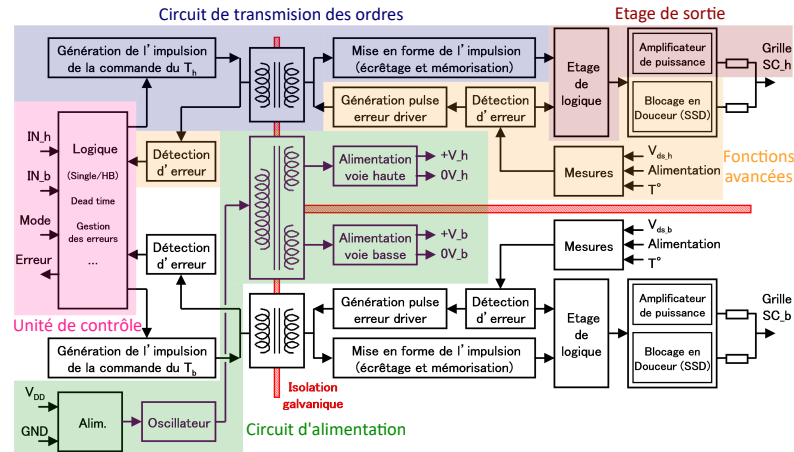 Circuit de transmision des ordres
Etage de sortie
Génération de l'impulsion
de la commande du Th
Mise en forme de l'impulsion
(écrêtage et mémorisation)
Etage
de
logique
Amplificateur
de puissance
Grille
SC_h
Génération pulse
erreur driver
Détection
d'erreur
Blocage en
Douceur (SSD)
IN_h
IN_b
Mode
Erreur
Logique
(Single/HB)
Dead time
Gestion
des erreurs
...
Détection
d'erreur
Alimentation
voie haute
+V_h
0V_h
Mesures
Vds_h
Alimentation
T°
Fonctions
avancées
Détection
d'erreur
Alimentation
voie basse
+V_b
0V_b
Mesures
Vds_b
Alimentation
T°
Unité de contrôle
Génération pulse
erreur driver
Détection
d'erreur
Etage
de
logique
Amplificateur
de puissance
Grille
SC_b
Génération de l'impulsion
de la commande du Tb
Mise en forme de l'impulsion
(écrêtage et mémorisation)
Blocage en
Douceur (SSD)
Isolation
galvanique
VDD
GND
Alim.
Oscillateur
Circuit d'alimentation